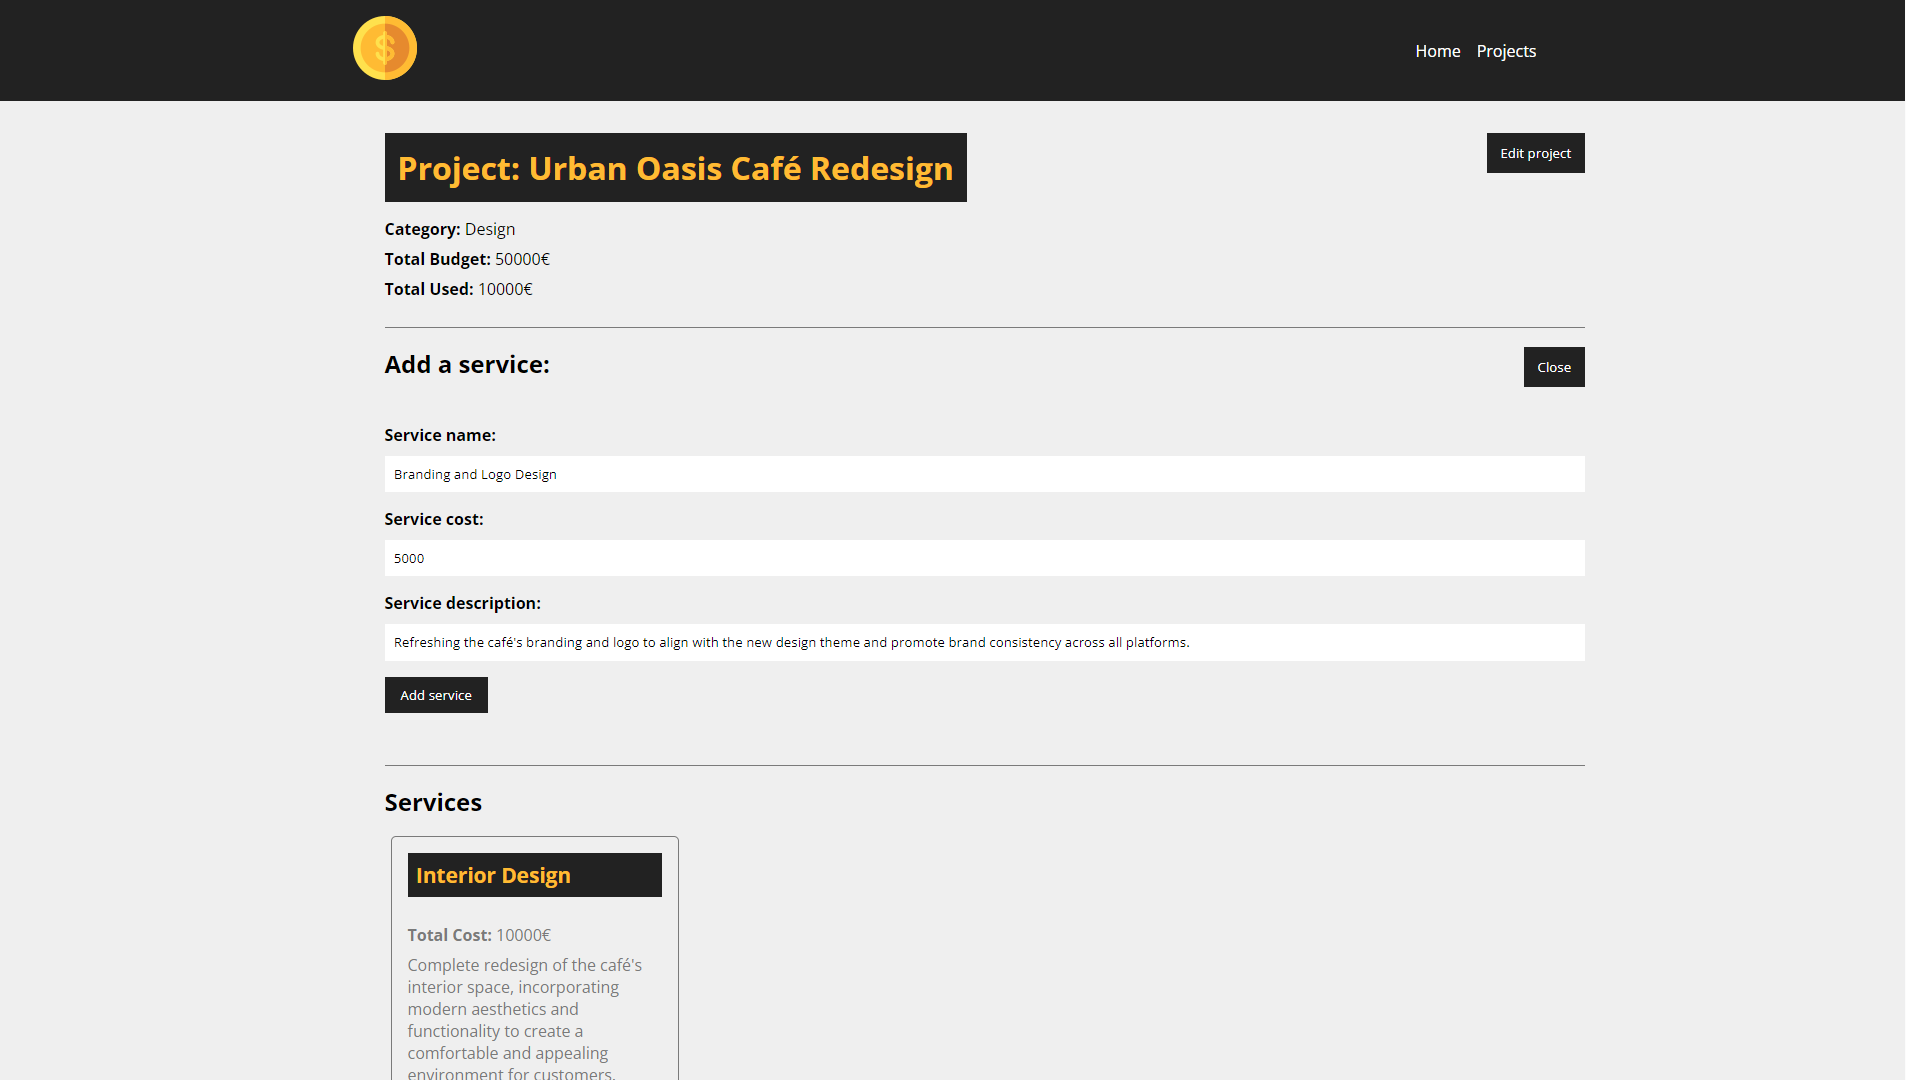 $
Home Projects
Project: Urban Oasis Café Redesign
Edit project
Category: Design
Total Budget: 50000€
Total Used: 10000€
Add a service:
Close
Service name:
Branding and Logo Design
Service cost:
5000
Service description:
Refreshing the café's branding and logo to align with the new design theme and promote brand consistency across all platforms.
Add service
Services
Interior Design
Total Cost: 10000€
Complete redesign of the café's
interior space, incorporating
modern aesthetics and
functionality to create a
comfortable and appealing
environment for customers.